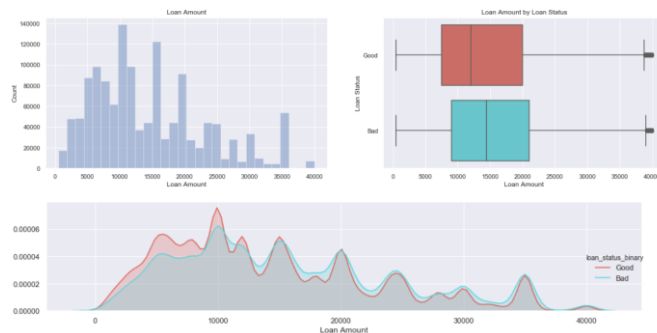 Loan Amount
140000
120000
100000
80000
60000
40000
20000
0
Count
0 5000 10000 15000 20000 25000 30000 35000 40000
Loan Amount
Loan Amount by Loan Status
Good
Bad
Loan Status
0 5000 10000 15000 20000 25000 30000 35000 40000
Loan Amount
0.00006
0.00004
0.00002
0.00000
0 10000 20000 30000 40000
Loan Amount
loan_status_binary
Good
Bad